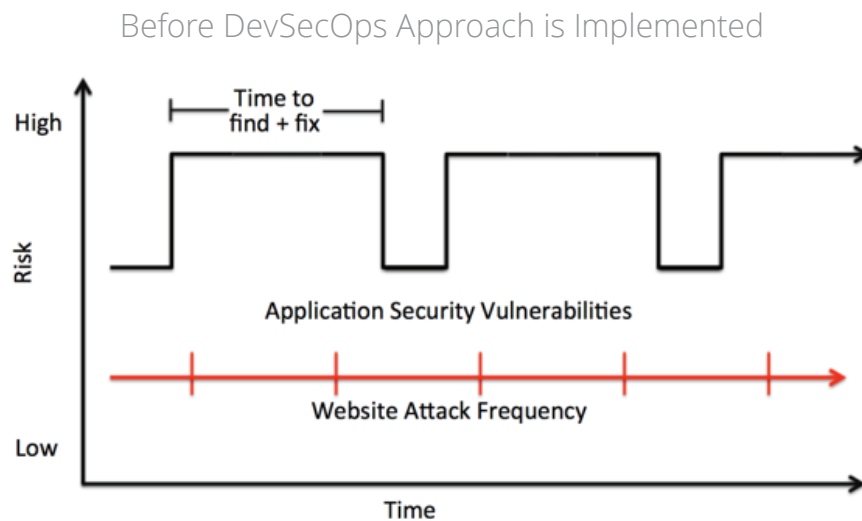 Before DevSecOps Approach is Implemented
Time to
find + fix
High
Risk
Application Security Vulnerabilities
Website Attack Frequency
Low
Time